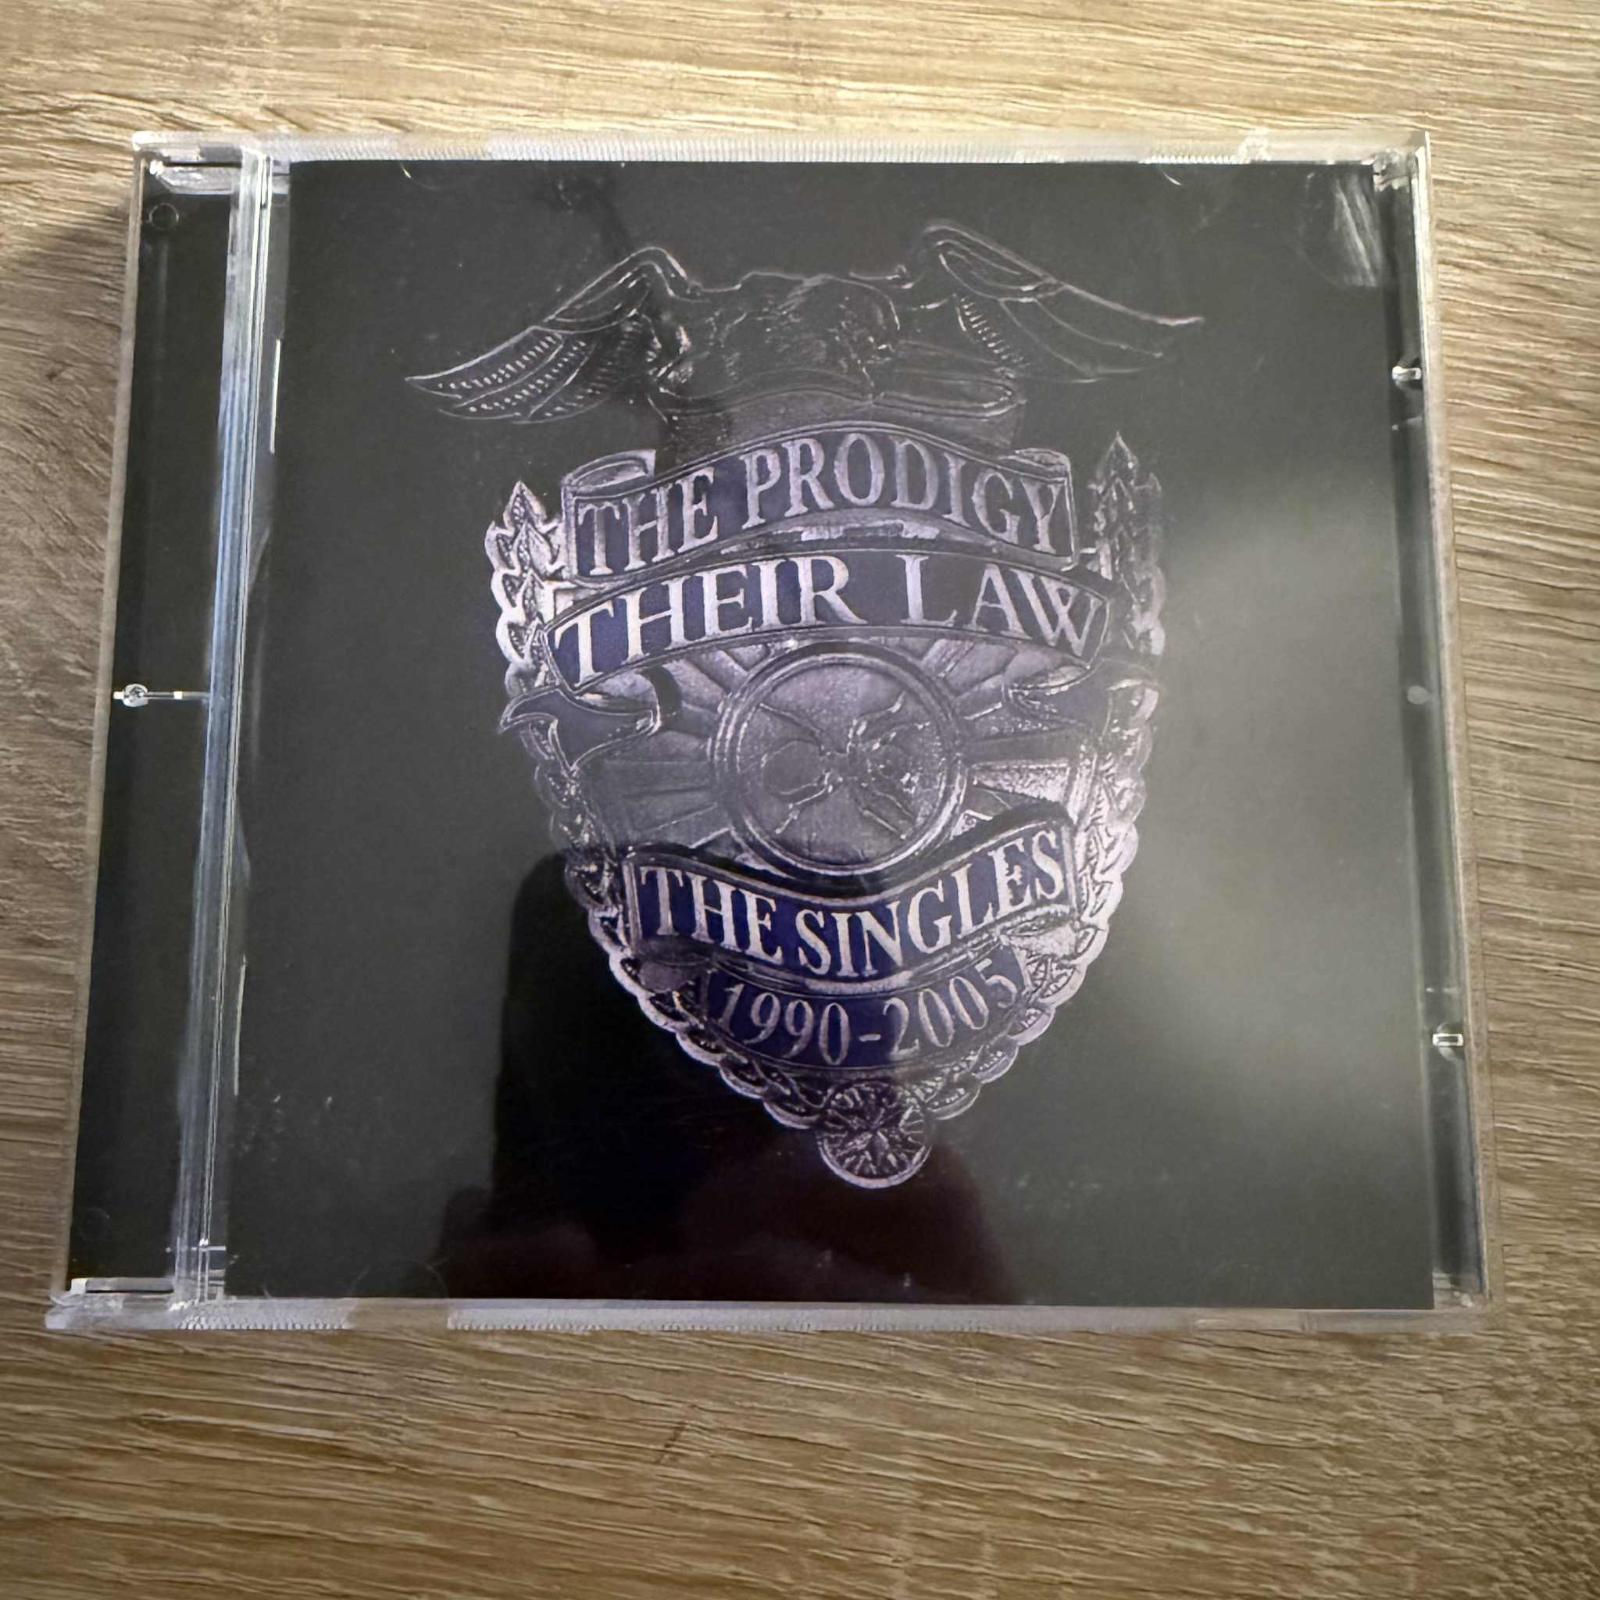 THE PRODIGY
THEIR LAW
THE SINGLES
1990-2005